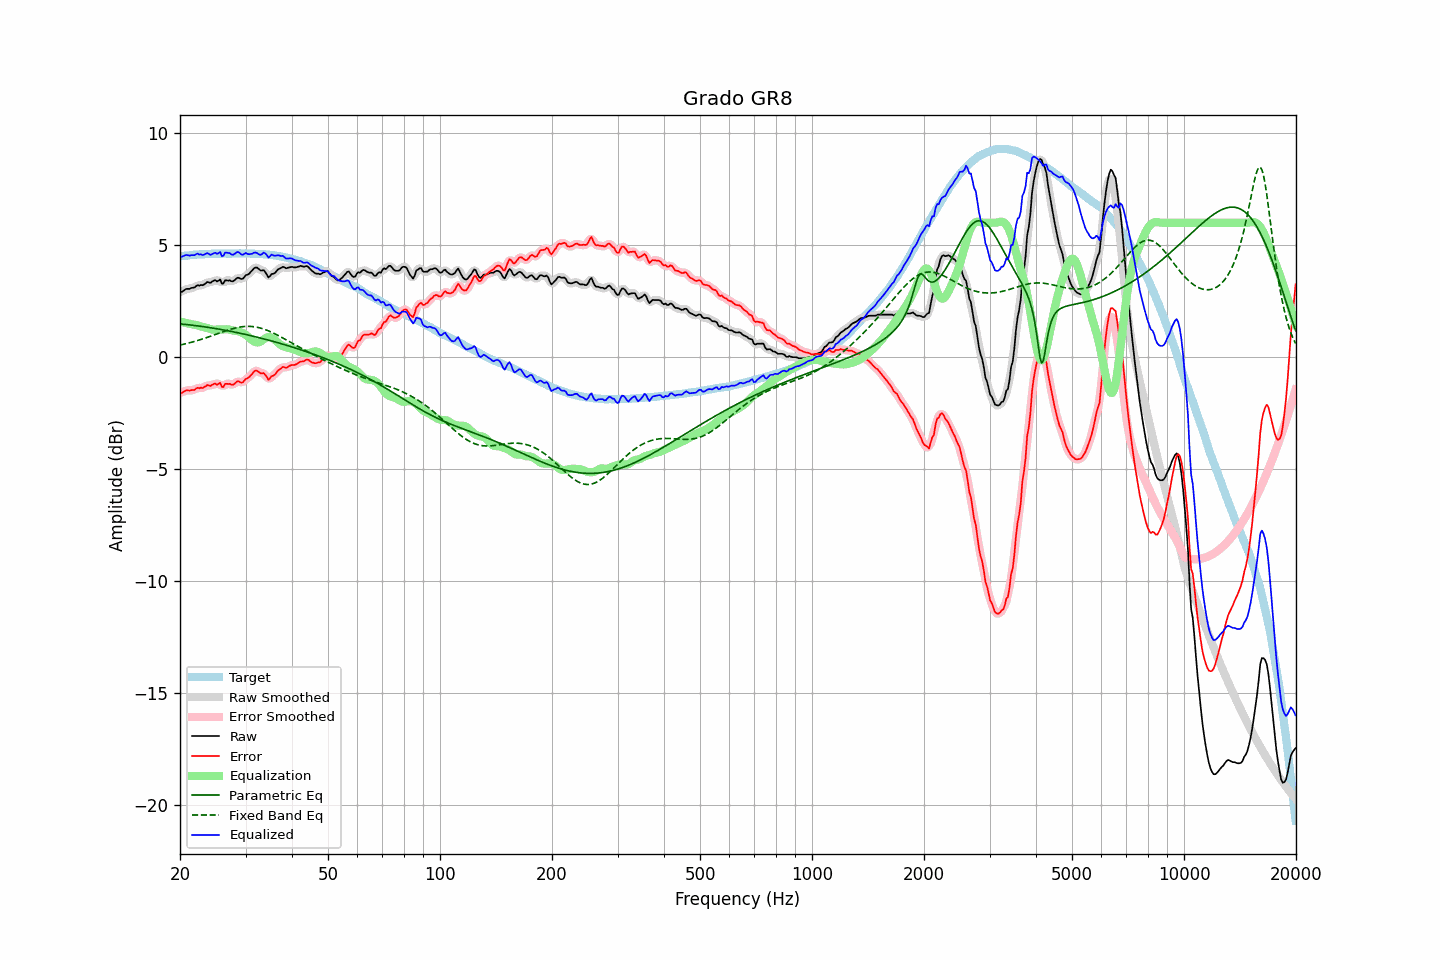 Grado GR8
10
5
0
−5
−10
−15
−20
Amplitude (dBr)
Target
Raw Smoothed
Error Smoothed
Raw
Error
Equalization
Parametric Eq
Fixed Band Eq
Equalized
20 50 100 200 500 1000 2000 5000 10000 20000
Frequency (Hz)